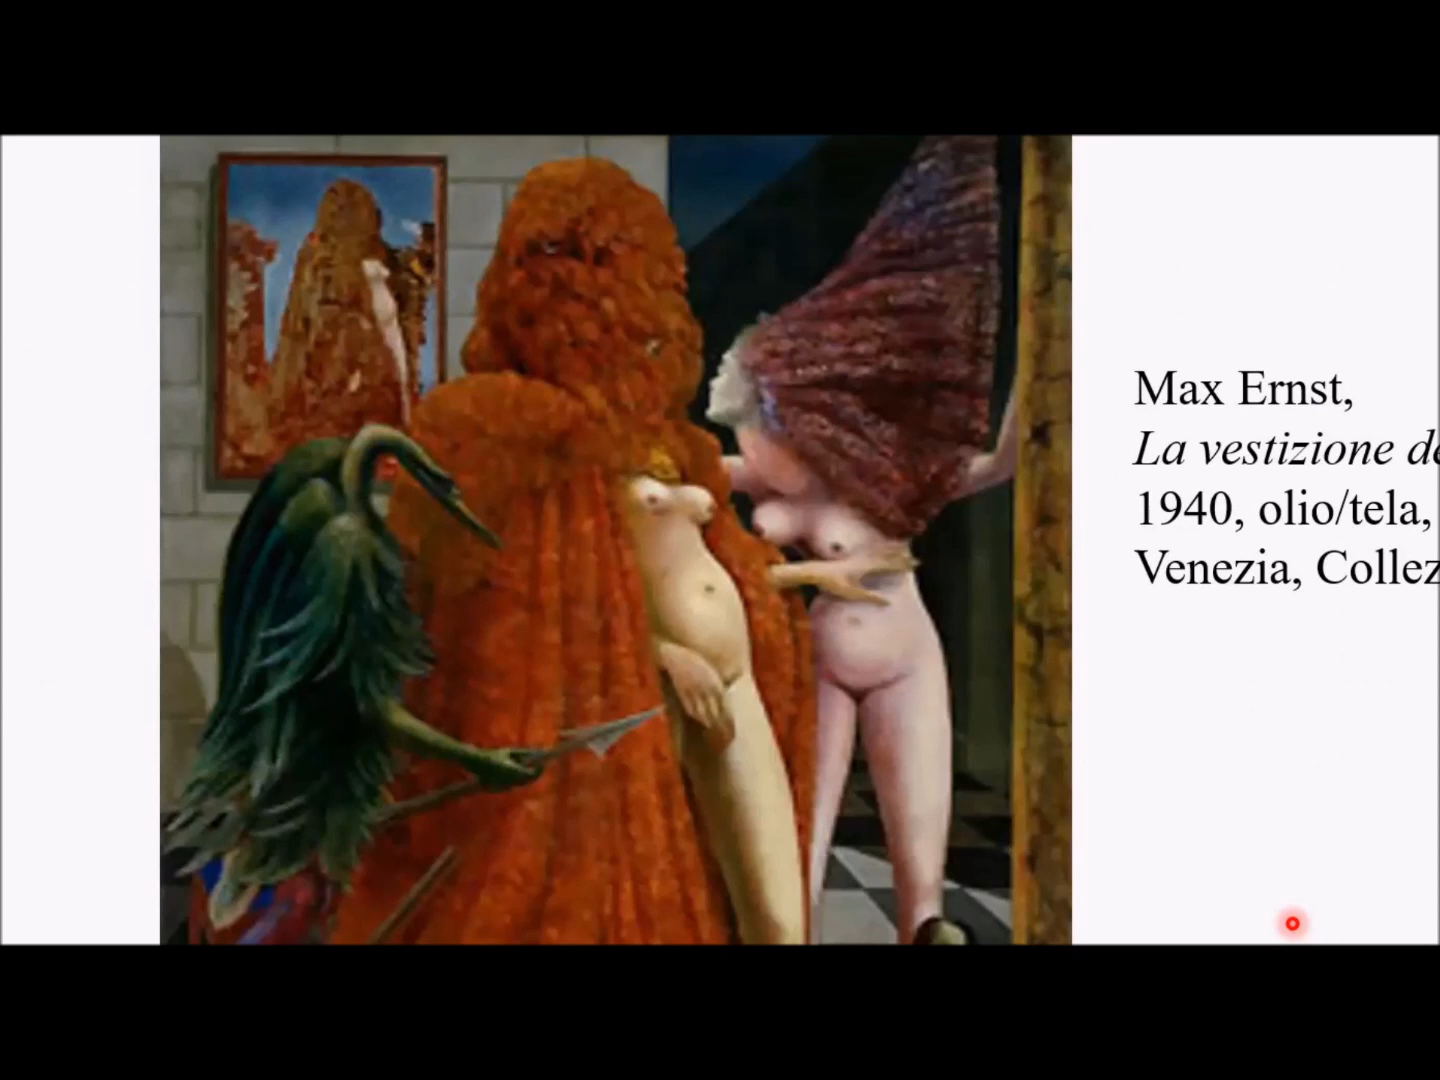 Max Ernst,
La vestizione
1940, olio/tela,
Venezia,